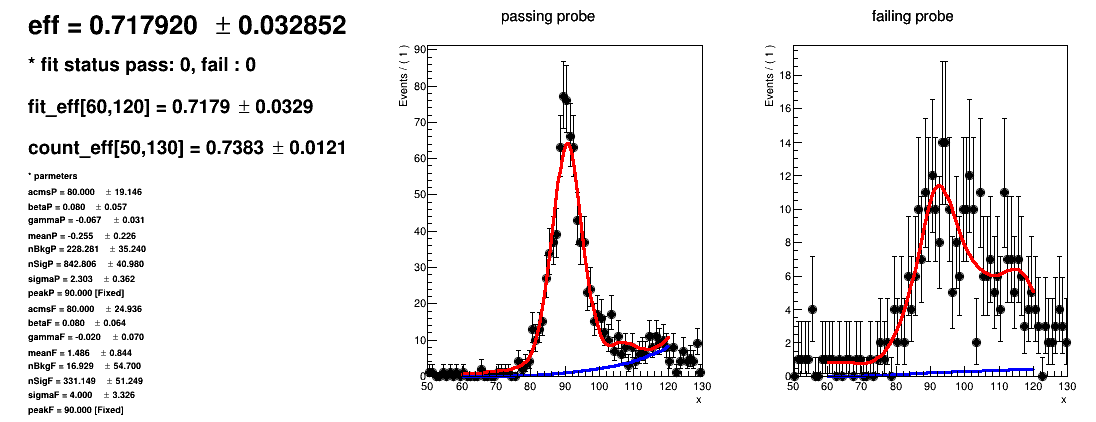 eff = 0.717920 ± 0.032852
* fit status pass: 0, fail : 0
fit_eff[60,120] = 0.7179 ± 0.0329
count_eff[50,130] = 0.7383 ± 0.0121
* parmeters
acmsP = 80.000 ± 19.146
betaP = 0.080 ± 0.057
gammaP = -0.067 ± 0.031
meanP = -0.255 ± 0.226
nBkgP = 228.281 ± 35.240
nSigP = 842.806 ± 40.980
sigmaP = 2.303 ± 0.362
peakP = 90.000 [Fixed]
acmsF = 80.000 ± 24.936
betaF = 0.080 ± 0.064
gammaF = -0.020 ± 0.070
meanF = 1.486 ± 0.844
nBkgF = 16.929 ± 54.700
nSigF = 331.149 ± 51.249
sigmaF = 4.000 ± 3.326
peakF = 90.000 [Fixed]
passing probe
Events / ( 1 )
90
80
70
60
50
40
30
20
10
0
50 60 70 80 90 100 110 120 130
x
failing probe
Events / ( 1 )
18
16
14
12
10
8
6
4
2
0
50 60 70 80 90 100 110 120 130
x